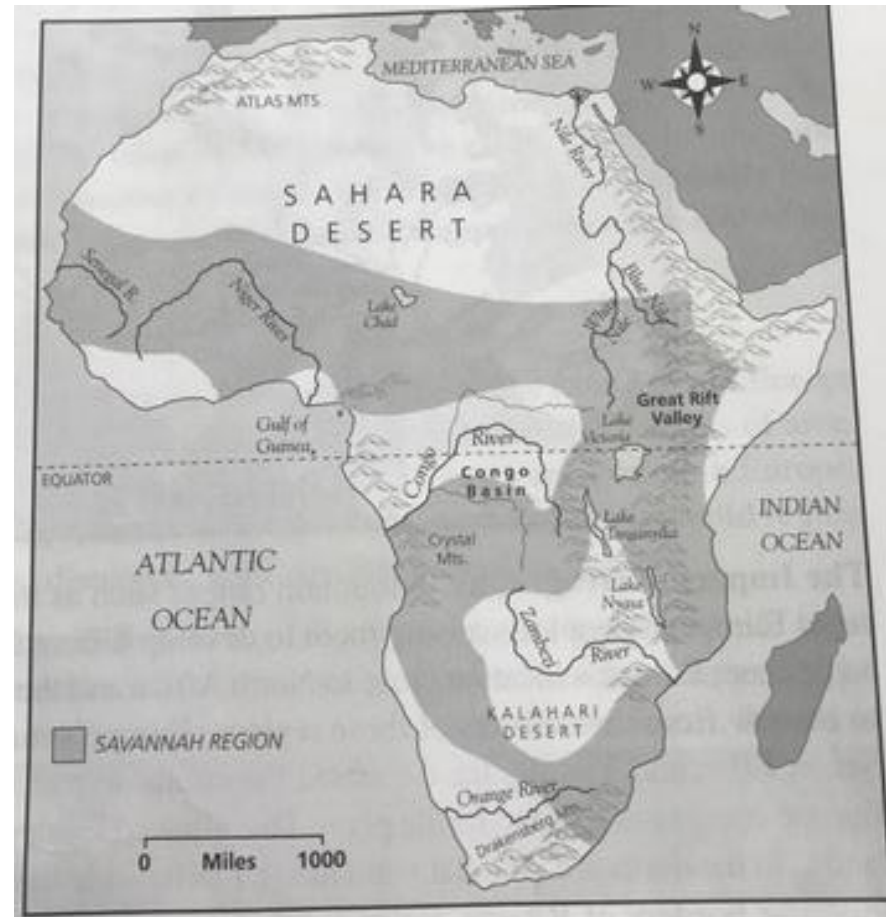 N
W
E
S
MEDITERRANEAN SEA
ATLAS MTS.
Nile River
SAHARA
DESERT
Senegal R.
Niger River
Lake
Chad
White
Nile
Blue Nile
Great Rift
Valley
Gulf of
Guinea
Lake
Victoria
Congo
River
EQUATOR
Congo
Basin
INDIAN
OCEAN
Crystal
Mts.
Lake
Tanganyika
ATLANTIC
OCEAN
Lake
Nyasa
Zambezi
River
KALAHARI
DESERT
SAVANNAH REGION
Orange River
Drakensberg Mts.
0 Miles 1000
The Impa